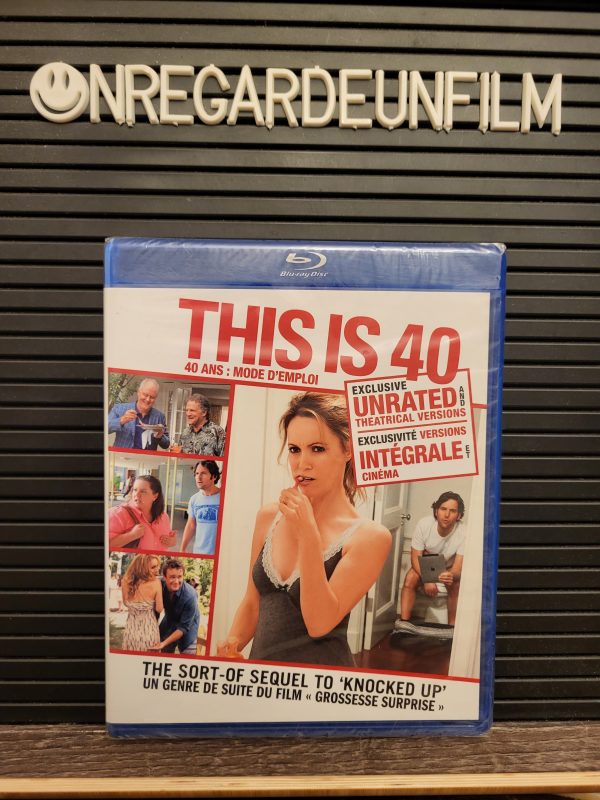 ONREGARDEUNFILM
Blu-ray Disc
THIS IS 40
40 ANS : MODE D'EMPLOI
EXCLUSIVE
UNRATED AND
THEATRICAL VERSIONS
EXCLUSIVITÉ VERSIONS
INTÉGRALE ET
CINÉMA
THE SORT-OF SEQUEL TO 'KNOCKED UP'
UN GENRE DE SUITE DU FILM « GROSSESSE SURPRISE »